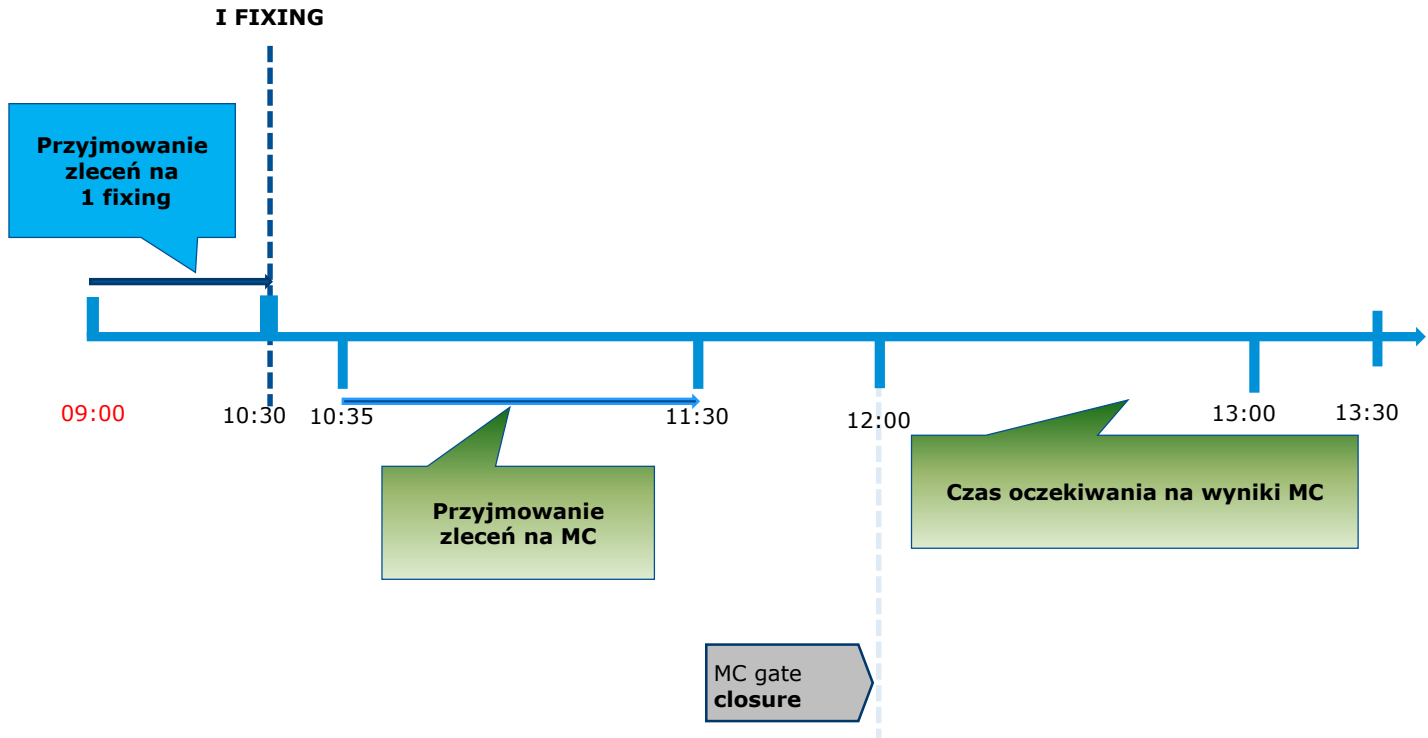 I FIXING
Przyjmowanie
zleceń na
1 fixing
09:00
10:30
10:35
11:30
12:00
13:00
13:30
Przyjmowanie
zleceń na MC
Czas oczekiwania na wyniki MC
MC gate
closure